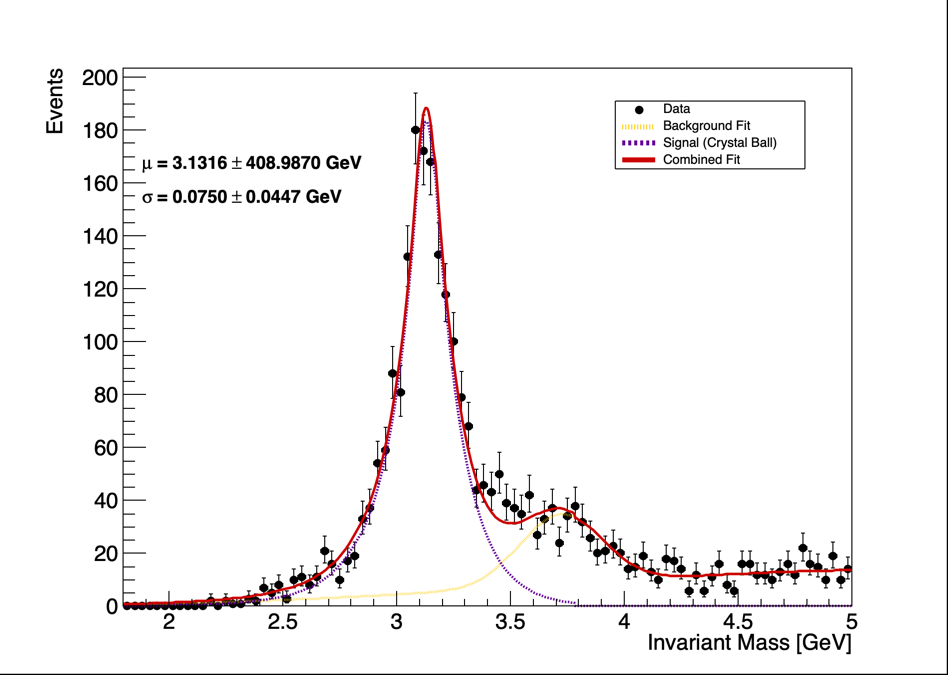 Events
200
180
160
140
120
100
80
60
40
20
0
μ = 3.1316 ± 408.9870 GeV
σ = 0.0750 ± 0.0447 GeV
Data
Background Fit
Signal (Crystal Ball)
Combined Fit
2 2.5 3 3.5 4 4.5 5
Invariant Mass [GeV]